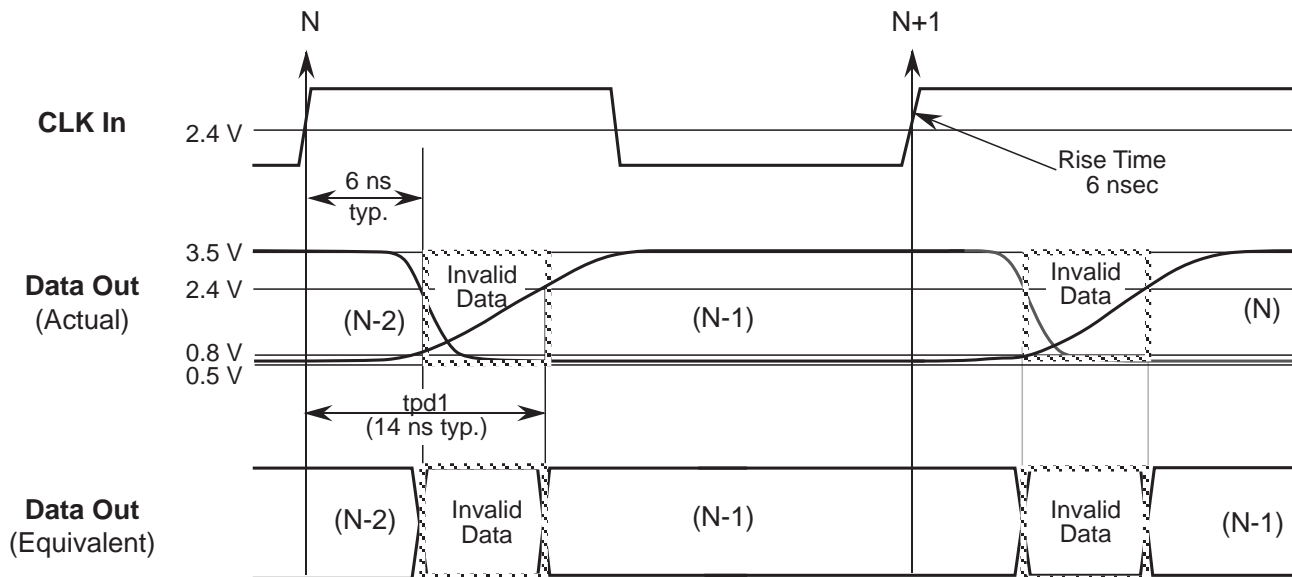 N
N+1
CLK In
2.4 V
Rise Time
6 nsec
6 ns
typ.
3.5 V
Data Out
(Actual)
2.4 V
Invalid
Data
Invalid
Data
(N-2)
(N-1)
(N)
0.8 V
0.5 V
tpd1
(14 ns typ.)
Data Out
(Equivalent)
(N-2)
Invalid
Data
(N-1)
Invalid
Data
(N-1)